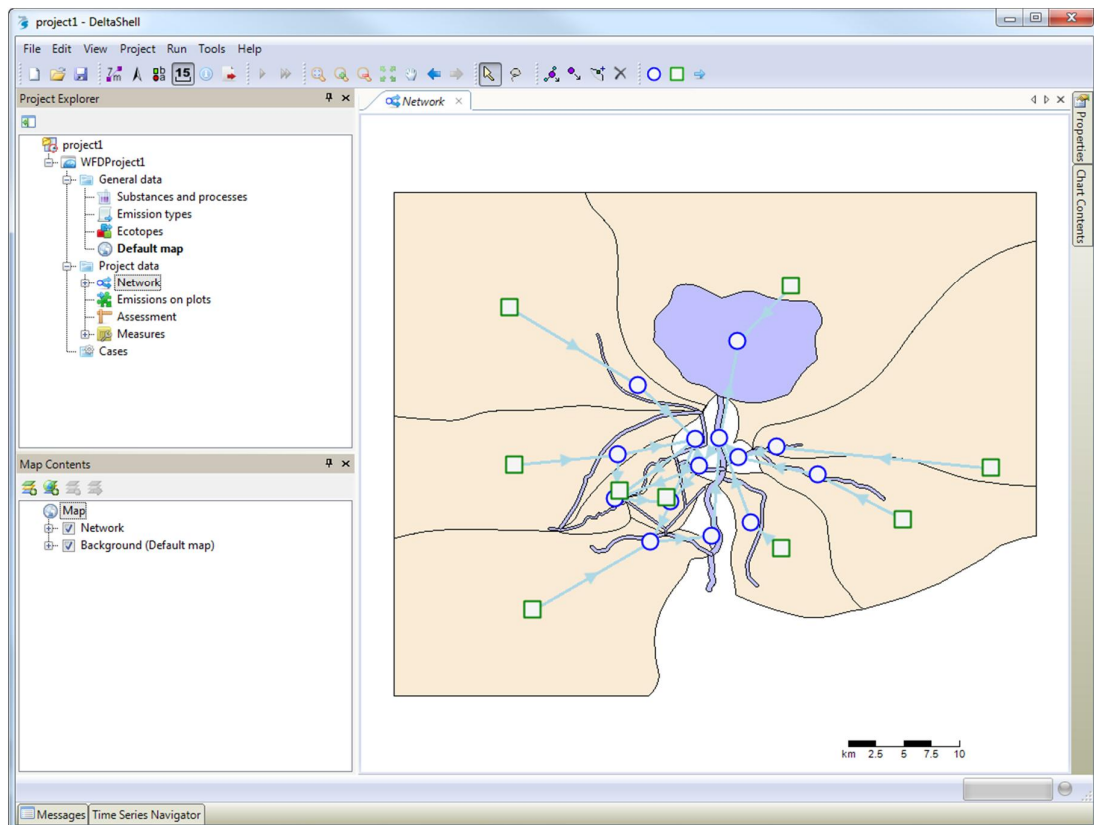 project1 - DeltaShell
File Edit View Project Run Tools Help
15
Project Explorer
Network
project1
WFDProject1
General data
Substances and processes
Emission types
Ecotopes
Default map
Project data
Network
Emissions on plots
Assessment
Measures
Cases
Map Contents
Map
Network
Background (Default map)
km 2.5 5 7.5 10
Properties
Chart Contents
Messages Time Series Navigator